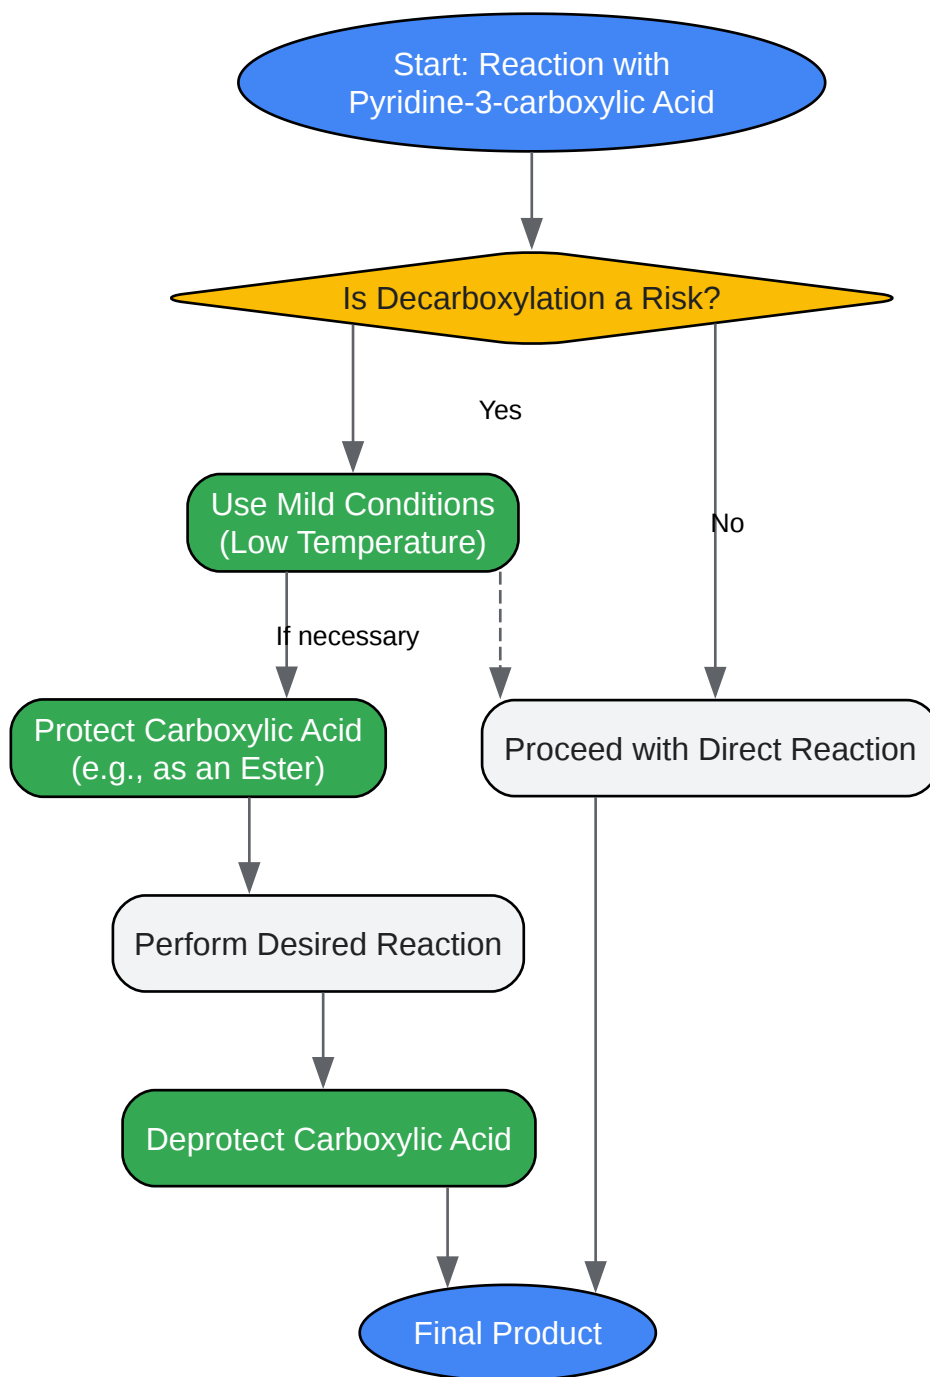 Start: Reaction with
Pyridine-3-carboxylic Acid
Is Decarboxylation a Risk?
Yes
Use Mild Conditions
(Low Temperature)
No
If necessary
Protect Carboxylic Acid
(e.g., as an Ester)
Proceed with Direct Reaction
Perform Desired Reaction
Deprotect Carboxylic Acid
Final Product